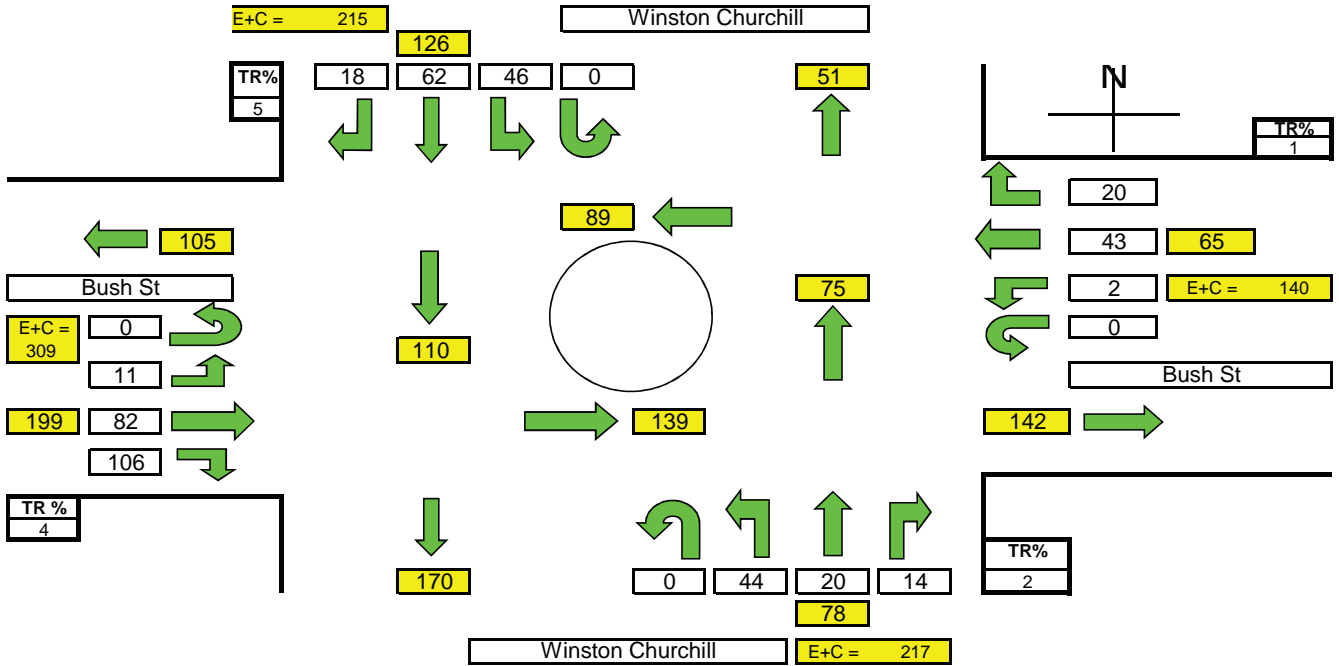 E+C = 215
Winston Churchill
126
TR%
5
18 62 46 0
51
N
TR%
1
20
89
105
43 65
Bush St
75
2 E+C = 140
E+C =
309
0
0
110
11
Bush St
199 82
139
142
106
TR %
4
TR%
2
170
0 44 20 14
78
Winston Churchill
E+C = 217